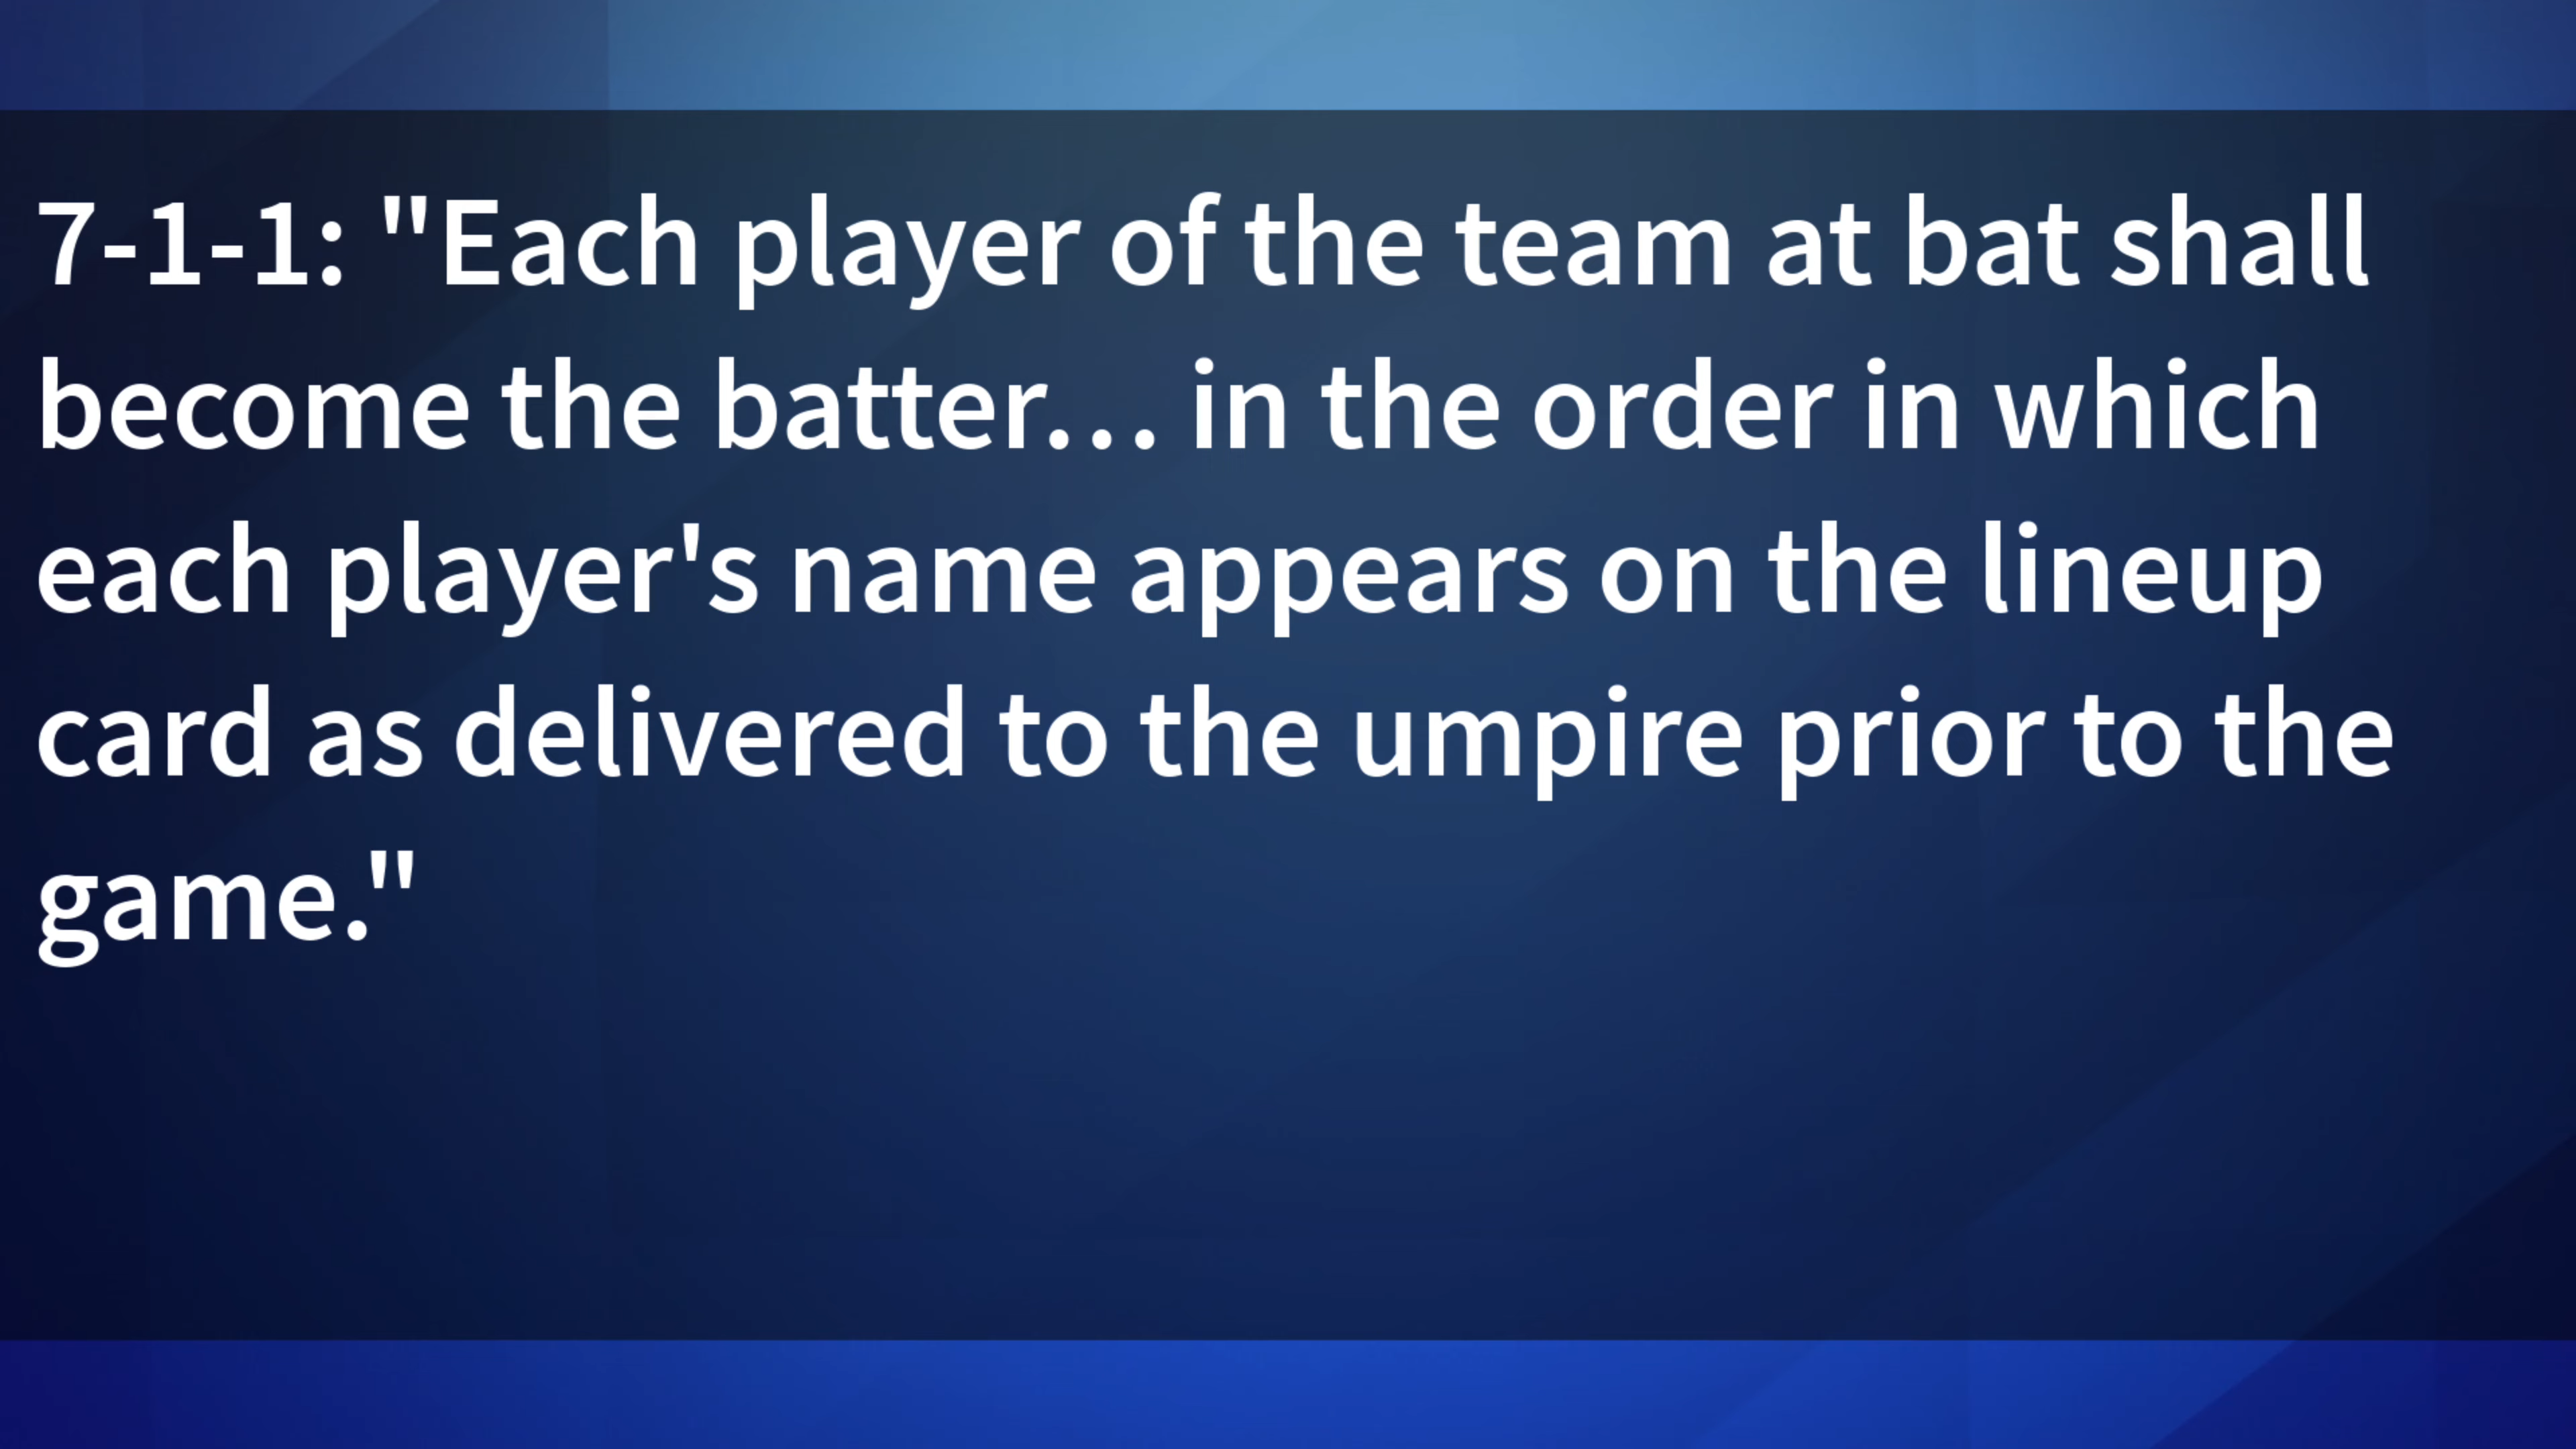 7-1-1: "Each player of the team at bat shall
become the batter... in the order in which
each player's name appears on the lineup
card as delivered to the umpire prior to the
game."